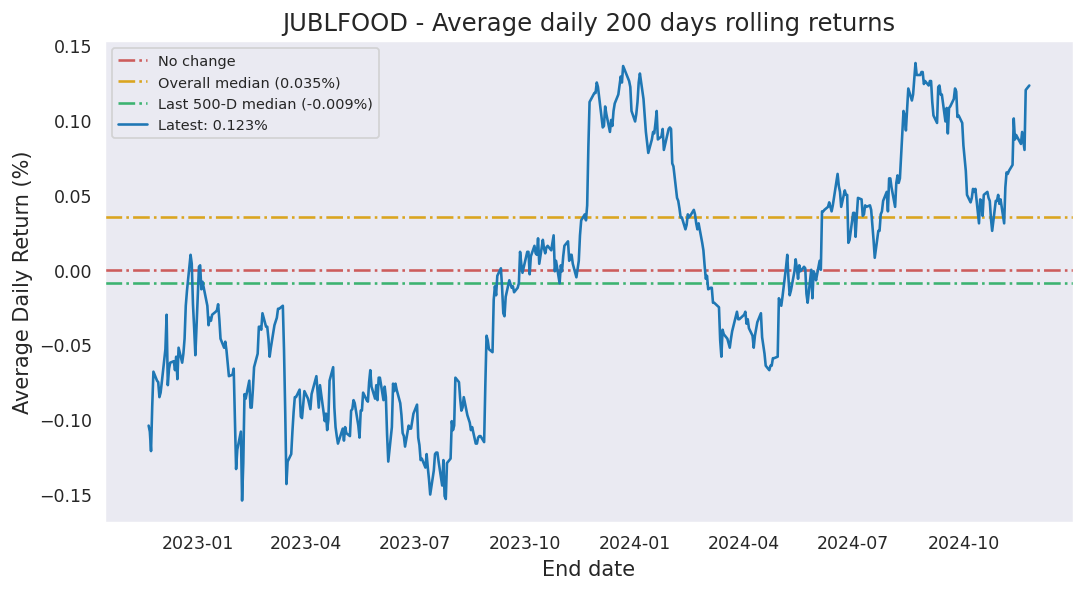 JUBLFOOD - Average daily 200 days rolling returns
No change
Overall median (0.035%)
Last 500-D median (-0.009%)
Latest: 0.123%
Average Daily Return (%)
0.15
0.10
0.05
0.00
−0.05
−0.10
−0.15
2023-01 2023-04 2023-07 2023-10 2024-01 2024-04 2024-07 2024-10
End date